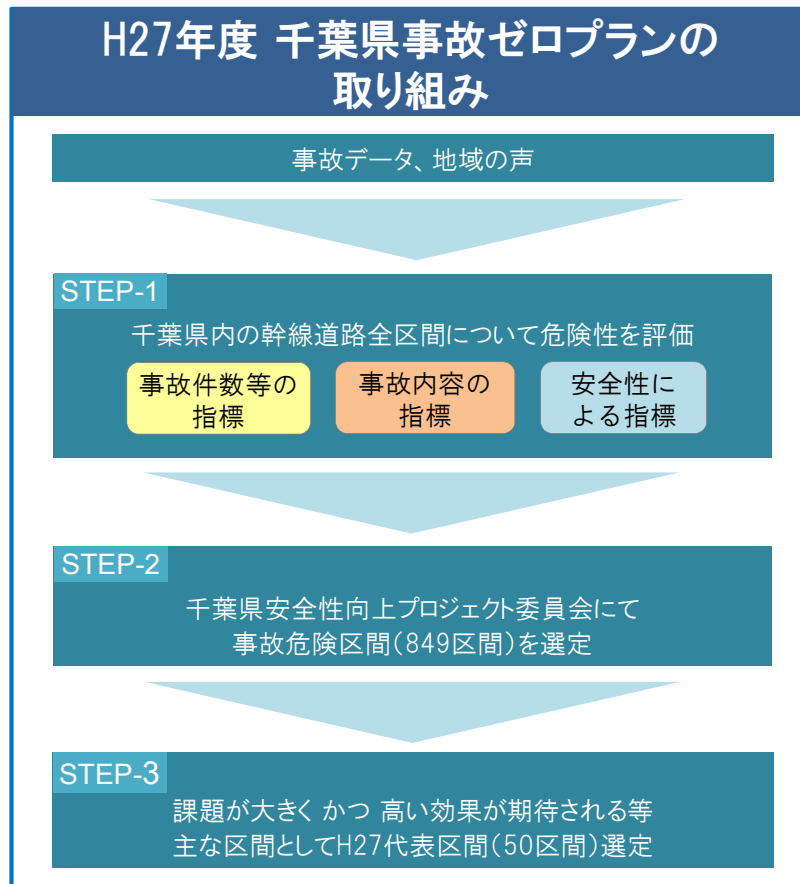 H27年度 千葉県事故ゼロプランの
取り組み
事故データ、地域の声
STEP-1
千葉県内の幹線道路全区間について危険性を評価
事故件数等の
指標
事故内容の
指標
安全性に
よる指標
STEP-2
千葉県安全性向上プロジェクト委員会にて
事故危険区間(849区間)を選定
STEP-3
課題が大きく かつ 高い効果が期待される等
主な区間としてH27代表区間(50区間)選定